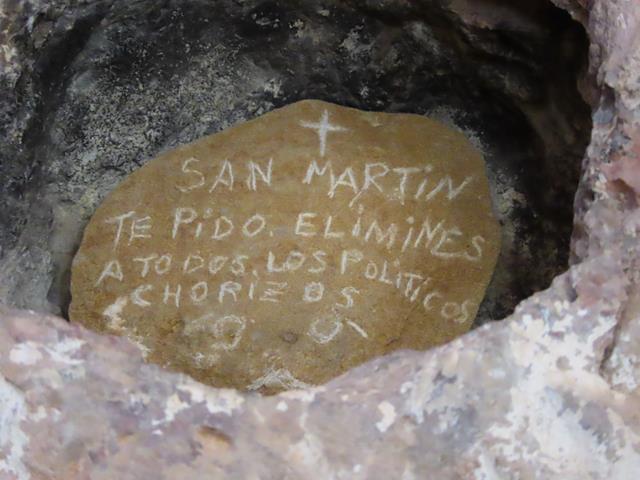 SAN MARTiN
TE PiDO. ELiMiNES
A TODOS. LOS POLiTiCOS
CHORIZOS